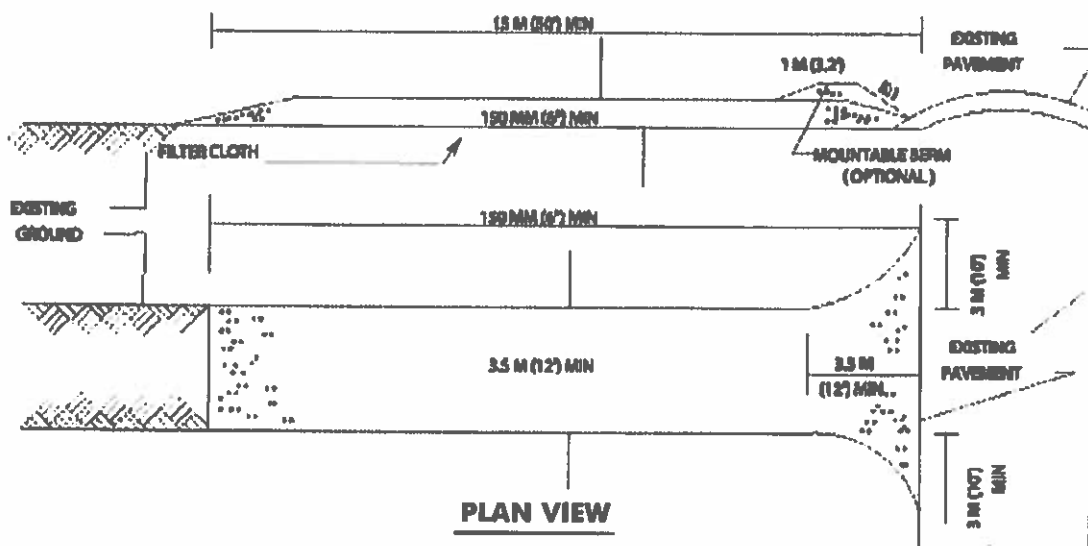 15 M (50') MIN
EXISTING
PAVEMENT
1 M (3.2')
150 MM (6") MIN
FILTER CLOTH
MOUNTABLE BERM
(OPTIONAL)
EXISTING
GROUND
150 MM (6") MIN
3 M (10')
MIN
3.5 M (12') MIN
3.5 M
(12') MIN
EXISTING
PAVEMENT
3 M (10')
MIN
PLAN VIEW